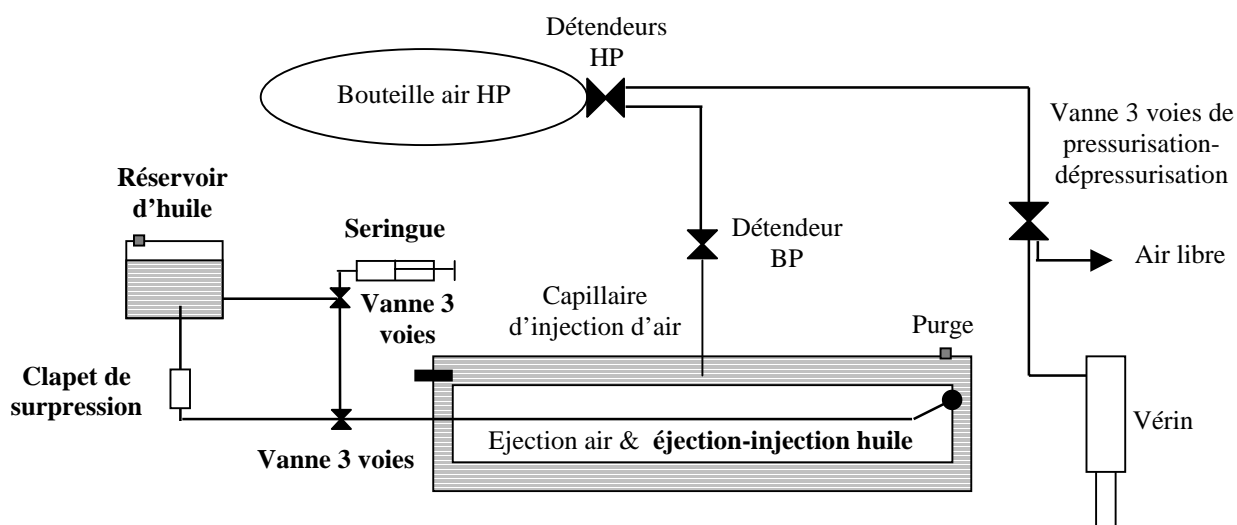 Détendeurs
HP
Bouteille air HP
Vanne 3 voies de
pressurisation-
dépressurisation
Réservoir
d'huile
Seringue
Détendeur
BP
Air libre
Vanne 3
voies
Capillaire
d'injection d'air
Purge
Clapet de
surpression
Vérin
Ejection air & éjection-injection huile
Vanne 3 voies